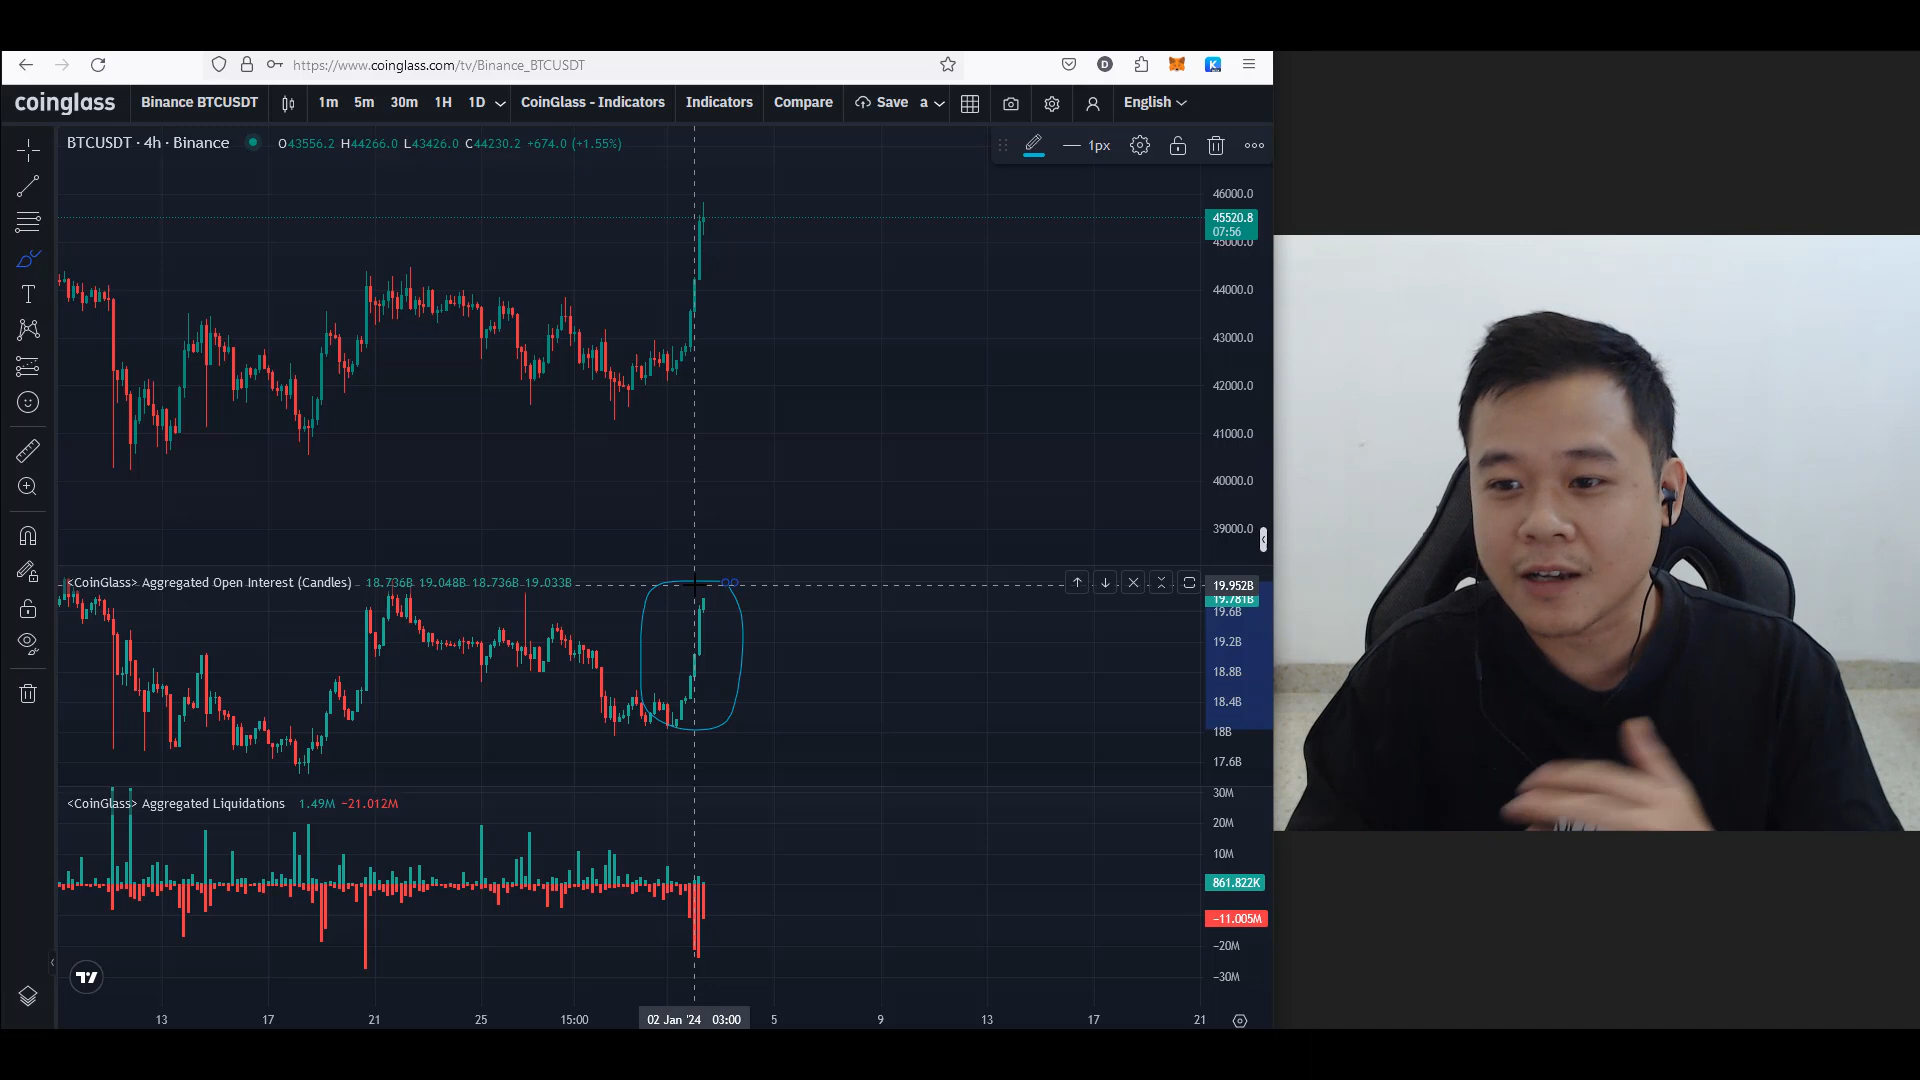 https://www.coinglass.com/tv/Binance_BTCUSDT
D
K
coinglass
Binance BTCUSDT
1m 5m 30m 1H 1D
CoinGlass - Indicators
Indicators
Compare
Save a
English
BTCUSDT · 4h · Binance
O43556.2 H44266.0 L43426.0 C44230.2 +674.0 (+1.55%)
1px
46000.0
45520.8
07:56
45000.0
44000.0
43000.0
42000.0
41000.0
40000.0
39000.0
T
<CoinGlass> Aggregated Open Interest (Candles) 18.736B 19.048B 18.736B 19.033B
19.952B
19.781B
19.6B
19.2B
18.8B
18.4B
18B
17.6B
<CoinGlass> Aggregated Liquidations 1.49M −21.012M
30M
20M
10M
861.822K
−11.005M
−20M
−30M
13 17 21 25 15:00 02 Jan '24 03:00 5 9 13 17 21